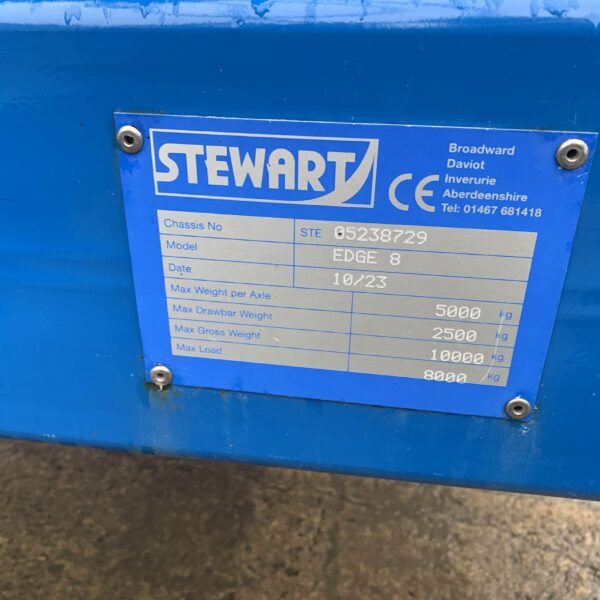 STEWART
CE
Broadward
Daviot
Inverurie
Aberdeenshire
Tel: 01467 681418
Chassis No STE 05238729
Model EDGE 8
Date 10/23
Max Weight per Axle 5000 kg
Max Drawbar Weight 2500 kg
Max Gross Weight 10000 kg
Max Load 8000 kg